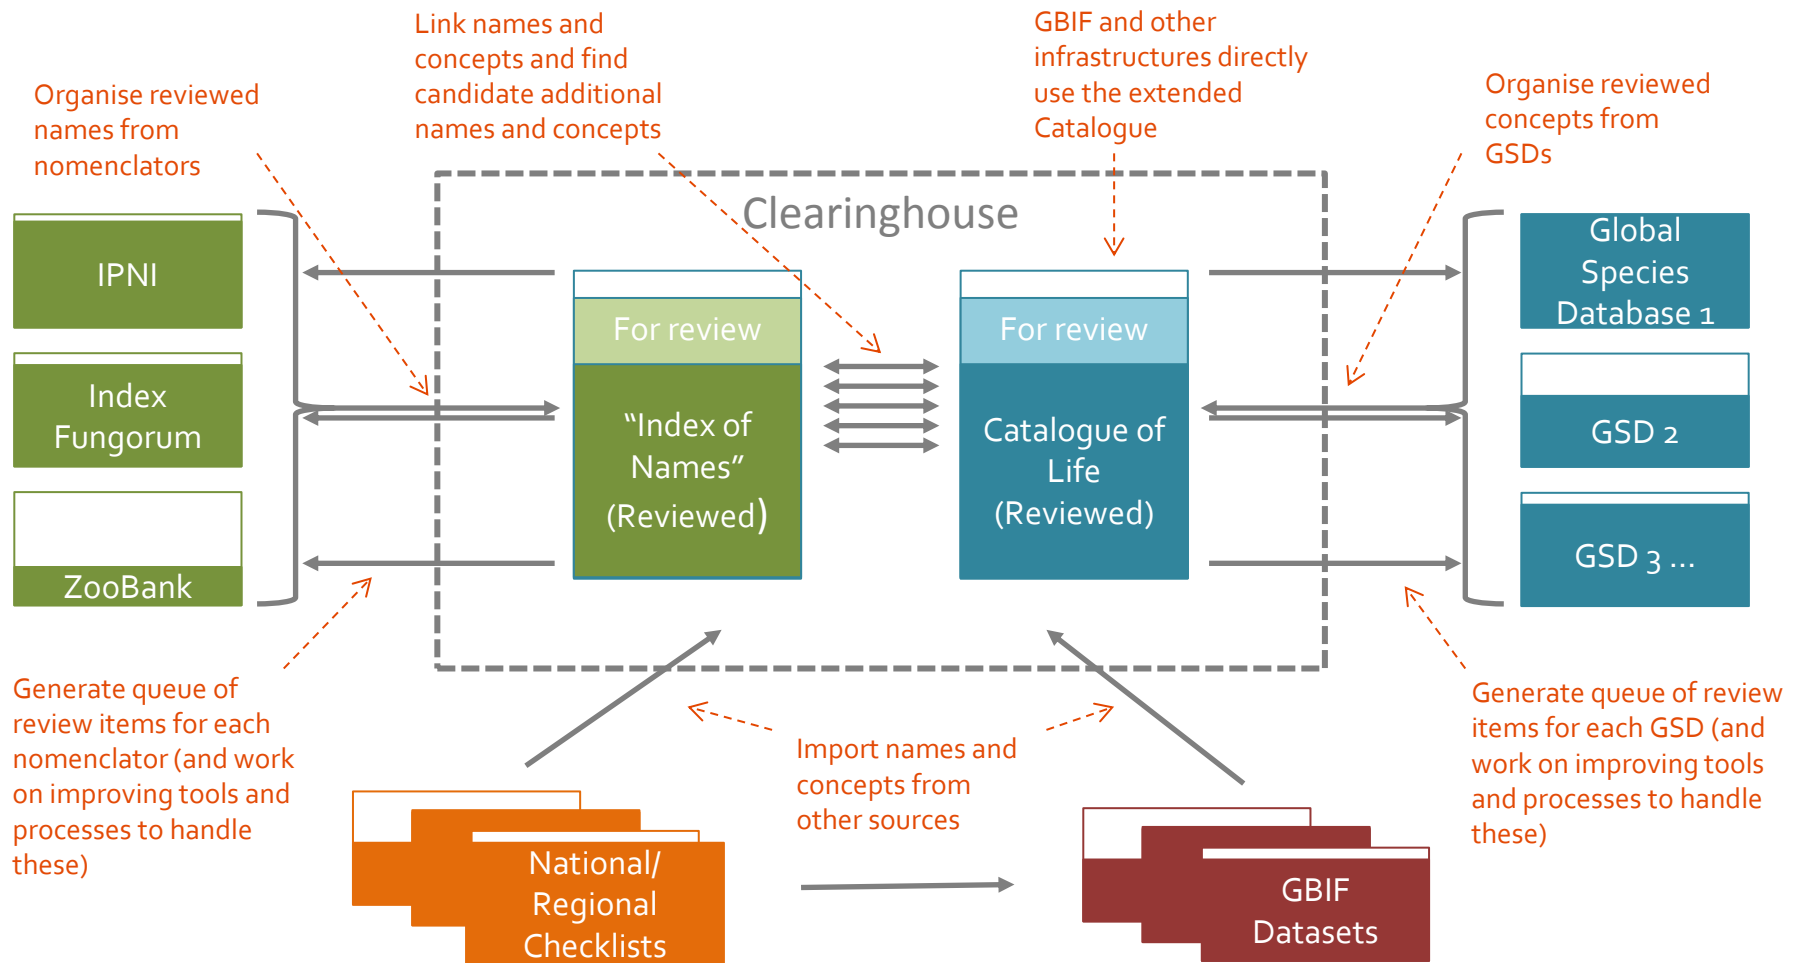 Link names and
concepts and find
candidate additional
names and concepts
GBIF and other
infrastructures directly
use the extended
Catalogue
Organise reviewed
names from
nomenclators
Organise reviewed
concepts from
GSDs
Clearinghouse
IPNI
Index
Fungorum
ZooBank
For review
“Index of
Names”
(Reviewed)
For review
Catalogue of
Life
(Reviewed)
Global
Species
Database 1
GSD 2
GSD 3 ...
Generate queue of
review items for each
nomenclator (and work
on improving tools and
processes to handle
these)
Import names and
concepts from
other sources
Generate queue of review
items for each GSD (and
work on improving tools
and processes to handle
these)
National/
Regional
Checklists
GBIF
Datasets